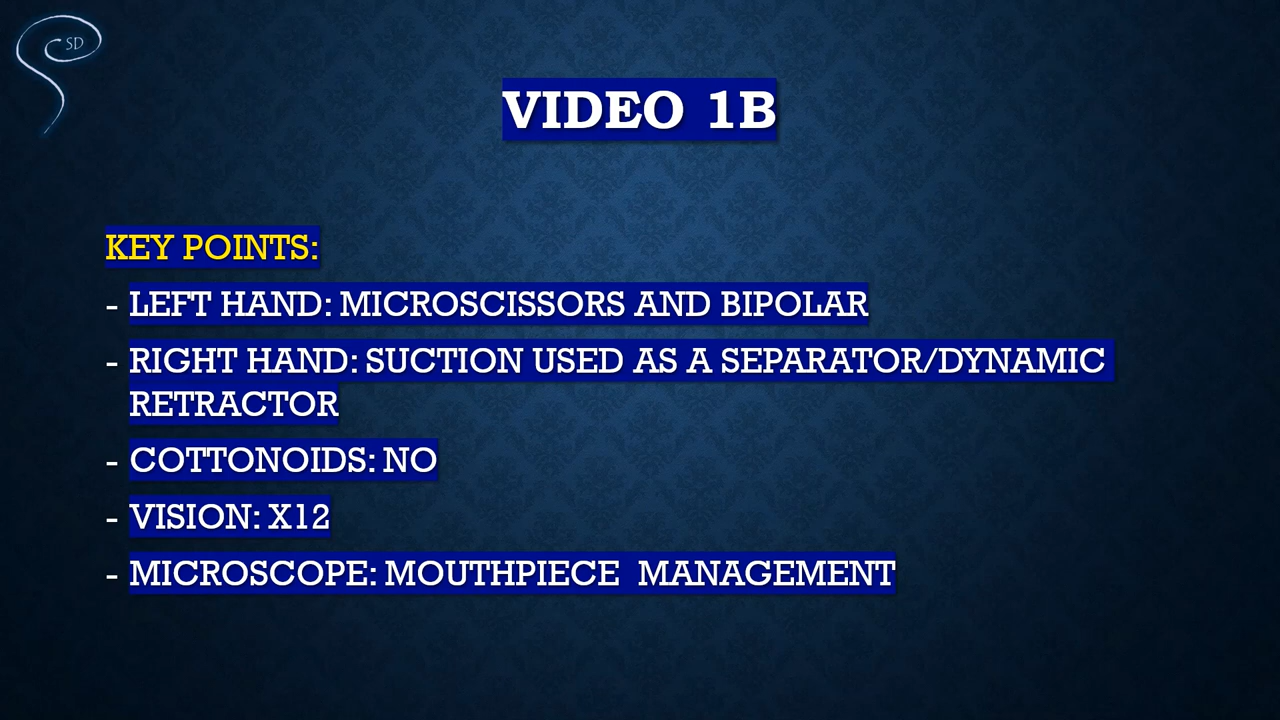 SD
VIDEO 1B
KEY POINTS:
- LEFT HAND: MICROSCISSORS AND BIPOLAR
- RIGHT HAND: SUCTION USED AS A SEPARATOR/DYNAMIC
RETRACTOR
- COTTONOIDS: NO
- VISION: X12
- MICROSCOPE: MOUTHPIECE MANAGEMENT